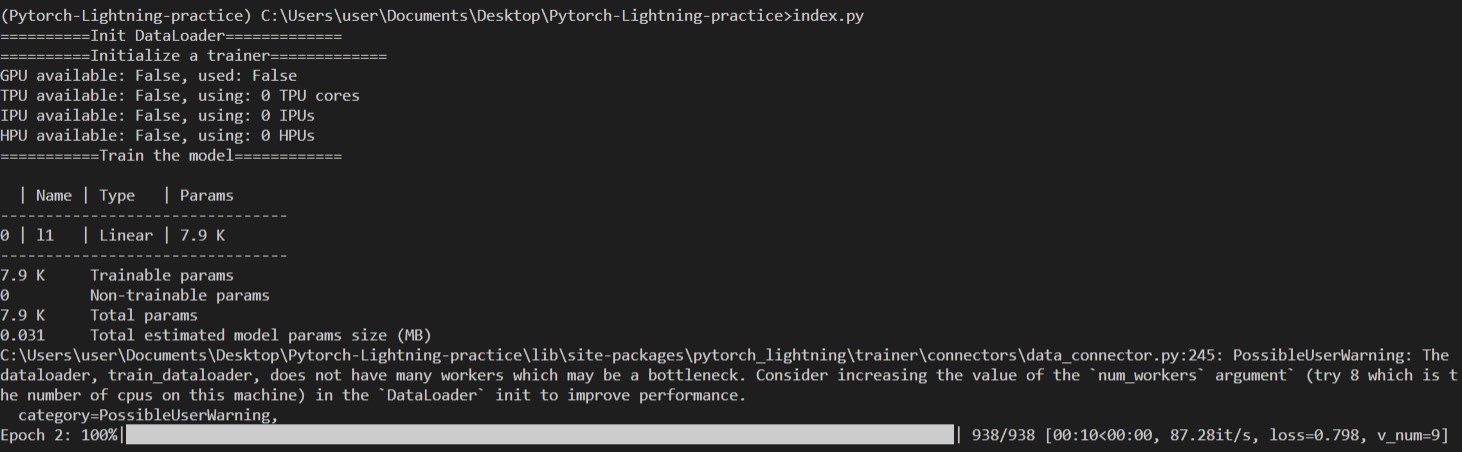 (Pytorch-Lightning-practice) C:\Users\user\Documents\Desktop\Pytorch-Lightning-practice>index.py
==========Init DataLoader=============
==========Initialize a trainer=============
GPU available: False, used: False
TPU available: False, using: 0 TPU cores
IPU available: False, using: 0 IPUs
HPU available: False, using: 0 HPUs
===========Train the model============
  | Name | Type   | Params
--------------------------------
0 | l1   | Linear | 7.9 K
--------------------------------
7.9 K     Trainable params
0         Non-trainable params
7.9 K     Total params
0.031     Total estimated model params size (MB)
C:\Users\user\Documents\Desktop\Pytorch-Lightning-practice\lib\site-packages\pytorch_lightning\trainer\connectors\data_connector.py:245: PossibleUserWarning: The
dataloader, train_dataloader, does not have many workers which may be a bottleneck. Consider increasing the value of the `num_workers` argument` (try 8 which is t
he number of cpus on this machine) in the `DataLoader` init to improve performance.
  category=PossibleUserWarning,
Epoch 2: 100%|| 938/938 [00:10<00:00, 87.28it/s, loss=0.798, v_num=9]